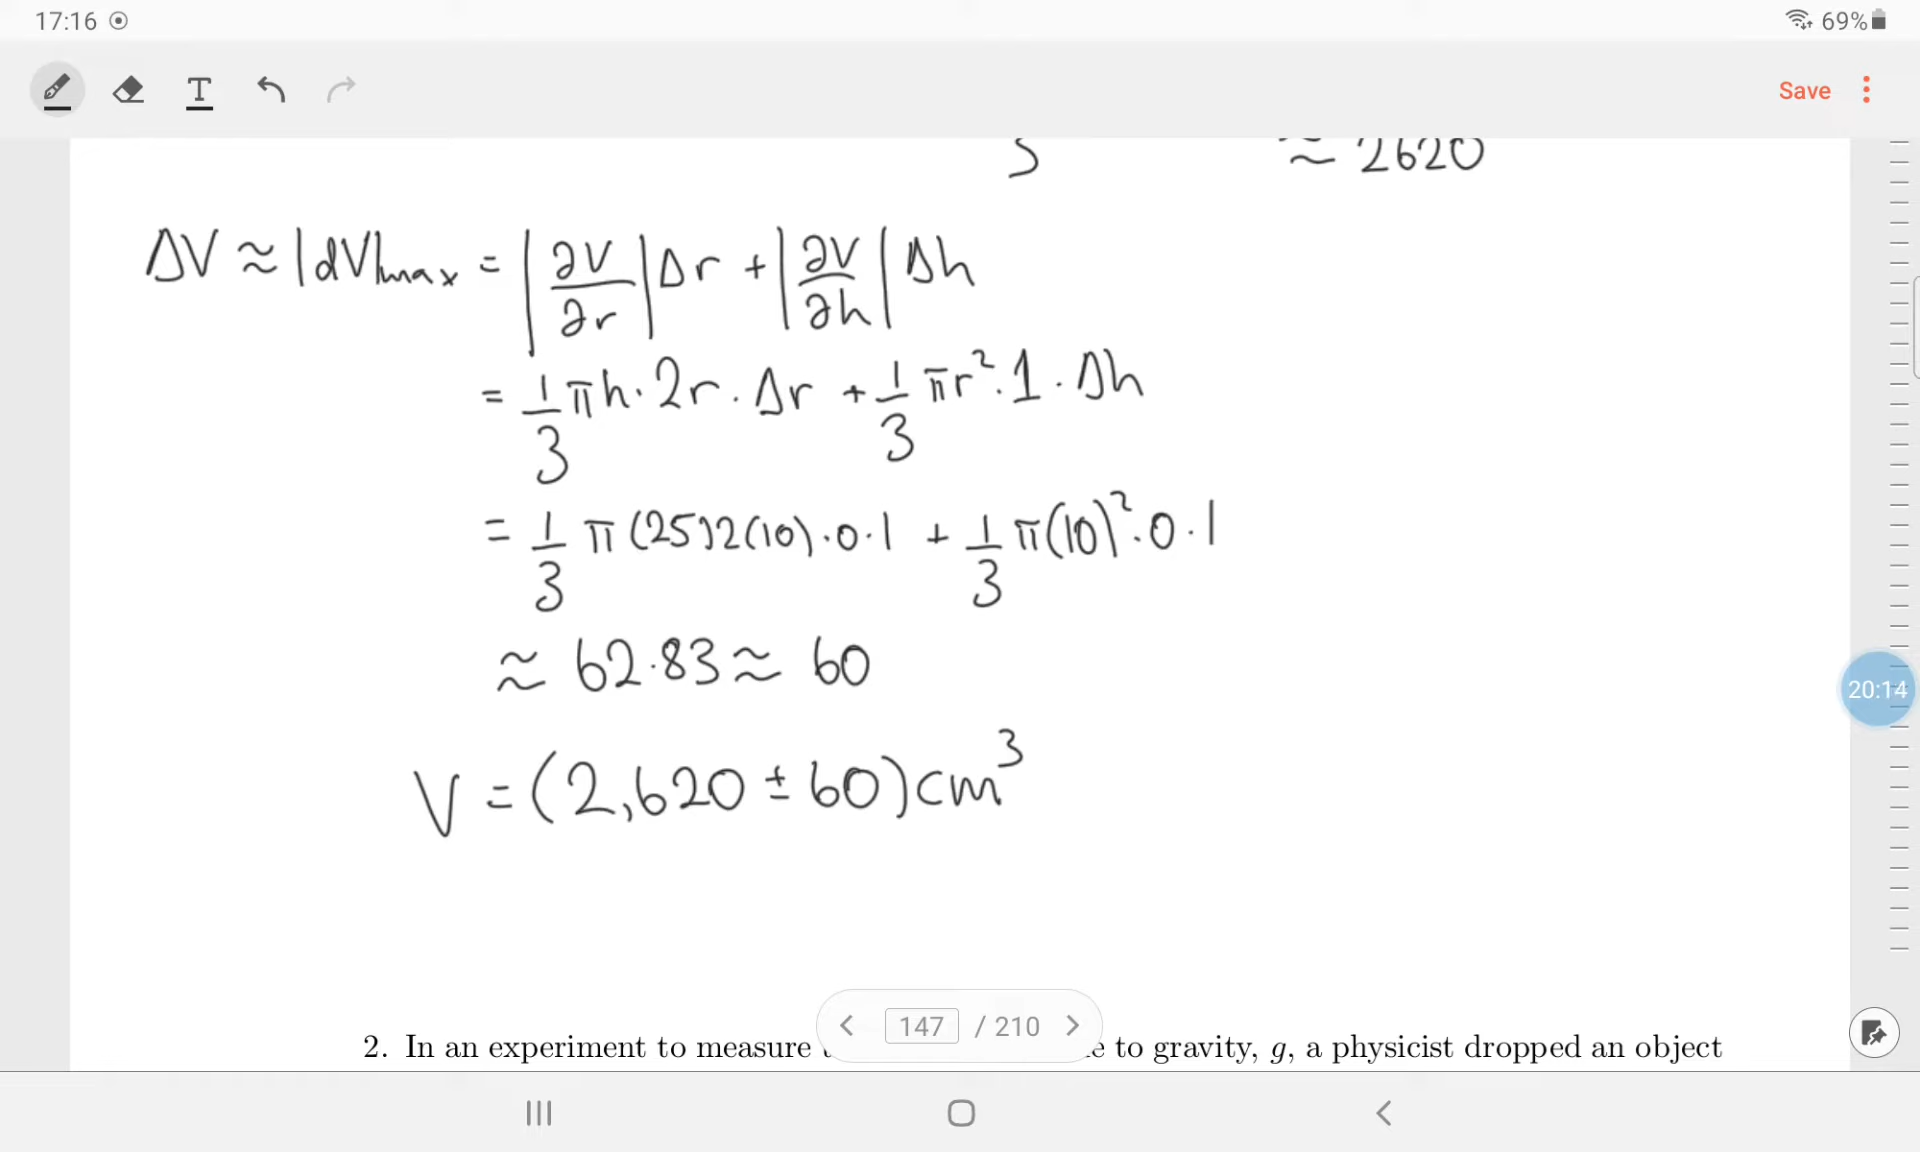 17:16 69%
T Save
≈ 2620
ΔV ≈ |dV|max = |∂V/∂r|Δr + |∂V/∂h|Δh
= 1/3 πh·2r·Δr + 1/3 πr²·1·Δh
= 1/3 π(25)2(10)·0·1 + 1/3 π(10)²·0·1
≈ 62·83 ≈ 60
20:14
V = (2,620 ± 60)cm³
147 / 210
2. In an experiment to measure to gravity, g, a physicist dropped an object